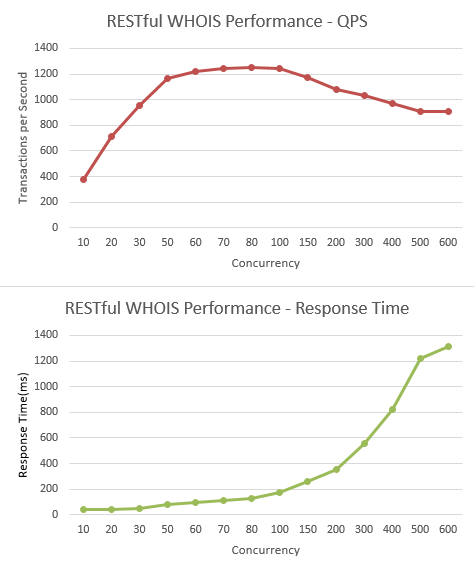 RESTful WHOIS Performance - QPS
1400
1200
1000
800
600
400
200
0
Transactions per Second
10 20 30 50 60 70 80 100 150 200 300 400 500 600
Concurrency
RESTful WHOIS Performance - Response Time
1400
1200
1000
800
600
400
200
0
Response Time(ms)
10 20 30 50 60 70 80 100 150 200 300 400 500 600
Concurrency